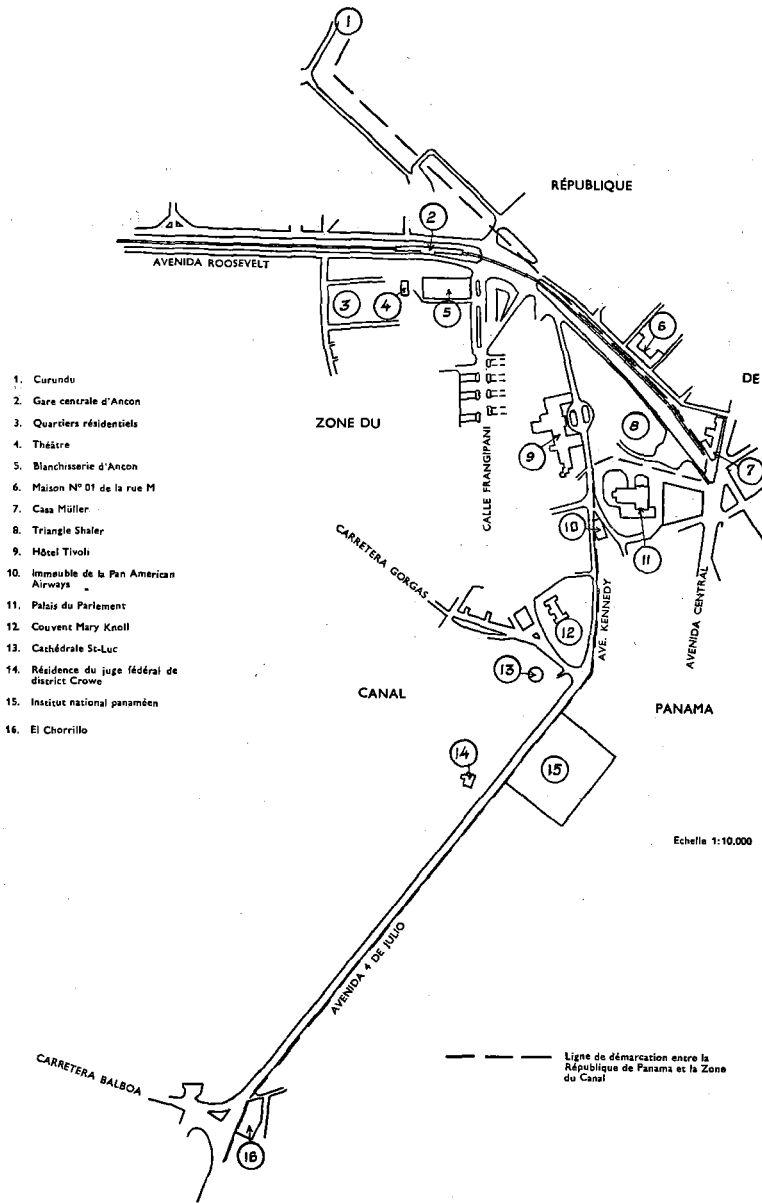 1
RÉPUBLIQUE
2
AVENIDA ROOSEVELT
3
4
5
6
DE
1. Curundu
2. Gare centrale d'Ancon
3. Quartiers résidentiels
4. Théâtre
5. Blanchisserie d'Ancon
6. Maison N° 01 de la rue M
7. Casa Müller
8. Triangle Shaler
9. Hôtel Tivoli
10. Immeuble de la Pan American
Airways
11. Palais du Parlement
12. Couvent Mary Knoll
13. Cathédrale St-Luc
14. Résidence du juge fédéral de
district Crowe
15. Institut national panaméen
16. El Chorrillo
ZONE DU
CALLE FRANGIPANI
8
9
7
10
11
CARRETERA GORGAS
AVE. KENNEDY
AVENIDA CENTRAL
12
13
CANAL
PANAMA
14
15
Echelle 1:10.000
AVENIDA 4 DE JULIO
CARRETERA BALBOA
Ligne de démarcation entre la
République de Panama et la Zone
du Canal
16